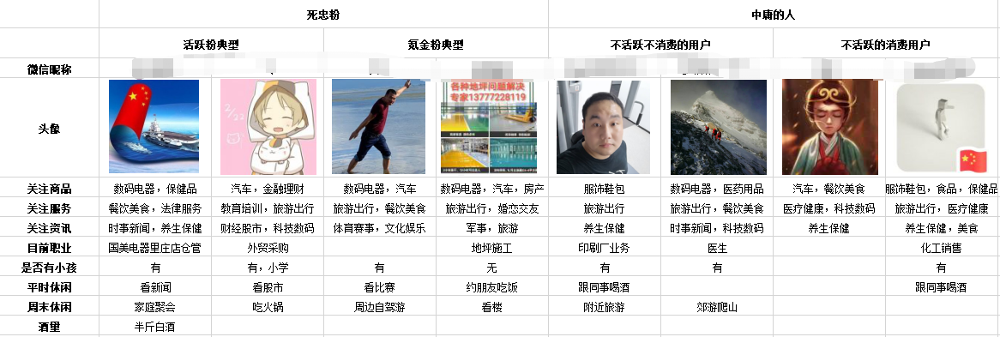 死忠粉 中庸的人
活跃粉典型 氪金粉典型 不活跃不消费的用户 不活跃的消费用户
微信昵称
头像
2/22
各种地坪问题解决
专家13777228119
关注商品 数码电器，保健品 汽车，金融理财 数码电器，汽车 数码电器，汽车，房产 服饰鞋包 数码电器，医药用品 汽车，餐饮美食 服饰鞋包，食品，保健品
关注服务 餐饮美食，法律服务 教育培训，旅游出行 旅游出行，餐饮美食 旅游出行，婚恋交友 旅游出行 旅游出行，餐饮美食 医疗健康，科技数码 旅游出行，医疗健康
关注资讯 时事新闻，养生保健 财经股市，科技数码 体育赛事，文化娱乐 军事，旅游 养生保健 时事新闻，科技数码 养生保健 养生保健，美食
目前职业 国美电器里庄店仓管 外贸采购 地坪施工 印刷厂业务 医生 化工销售
是否有小孩 有 有，小学 有 无 有 有 有
平时休闲 看新闻 看股市 看比赛 约朋友吃饭 跟同事喝酒 跟同事喝酒
周末休闲 家庭聚会 吃火锅 周边自驾游 看楼 附近旅游 郊游爬山
酒量 半斤白酒